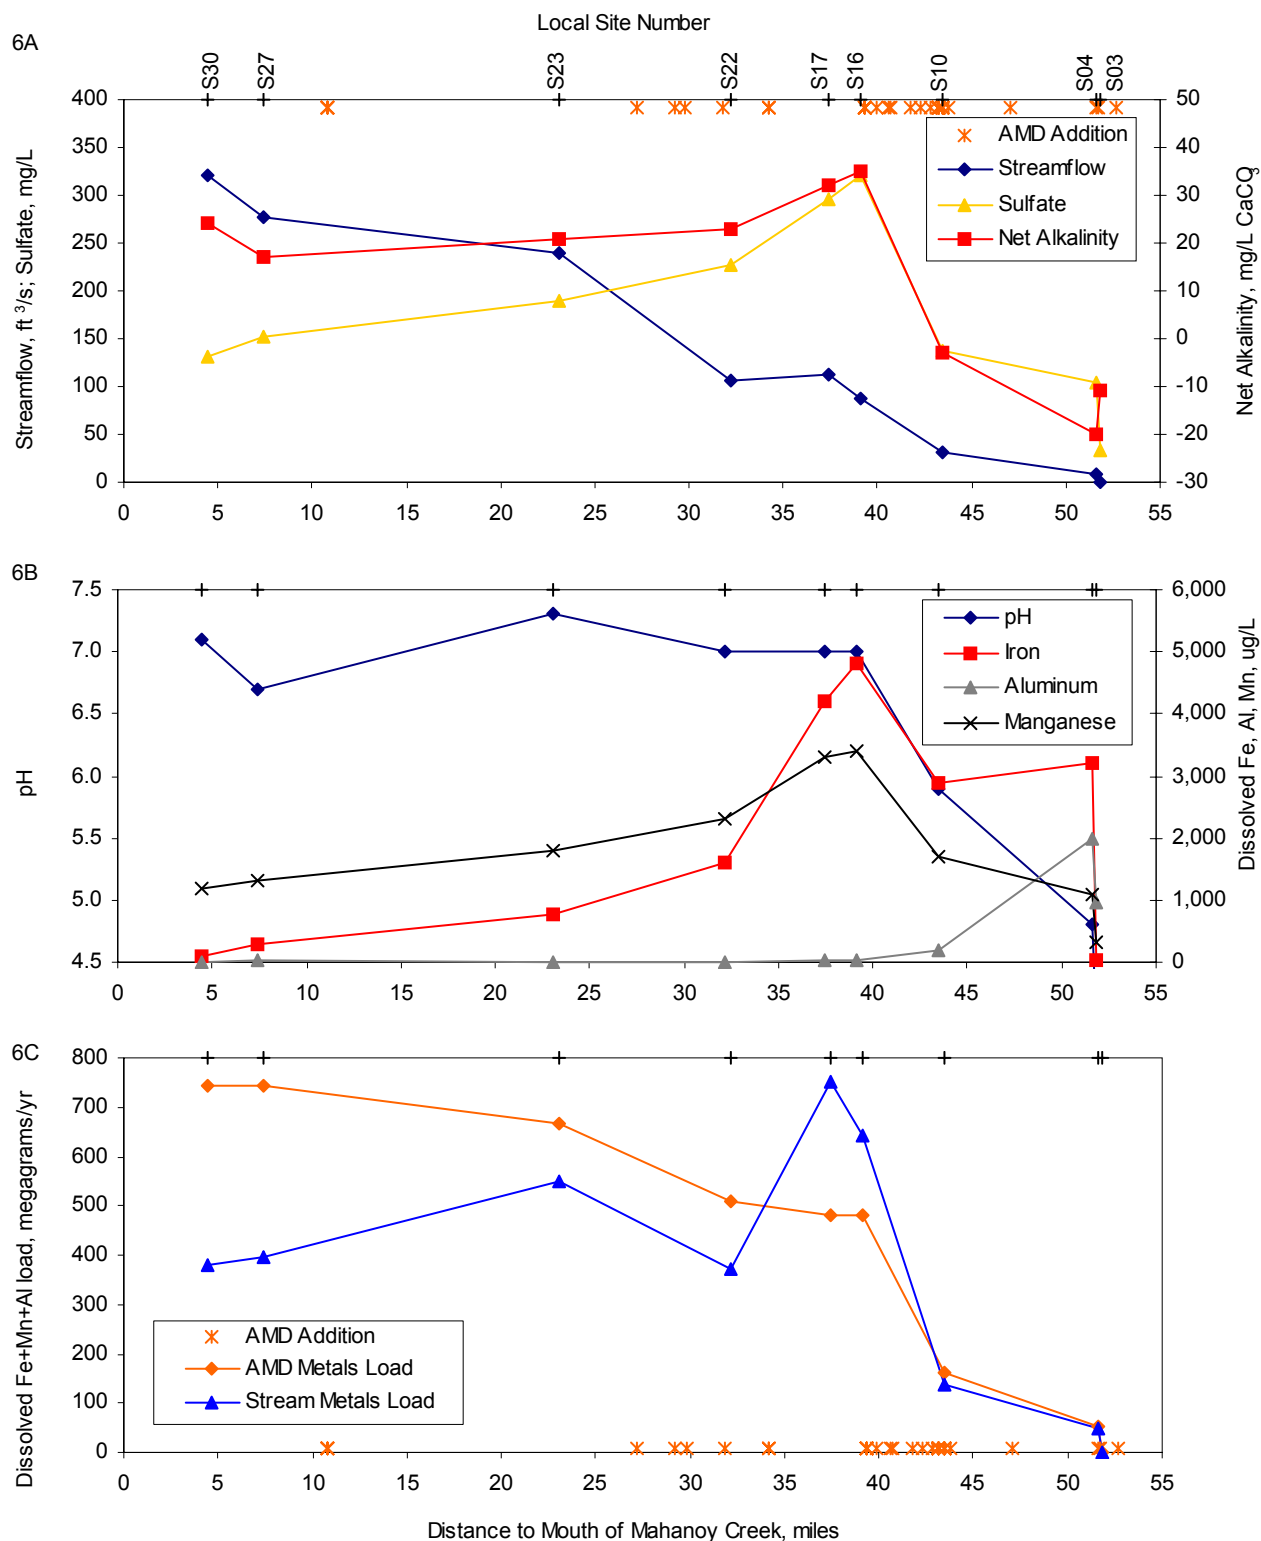 Local Site Number
6A
S30
S27
S23
S22
S17
S16
S10
S04
S03
400
350
300
250
200
150
100
50
0
50
40
30
20
10
0
-10
-20
-30
AMD Addition
Streamflow
Sulfate
Net Alkalinity
Streamflow, ft 3/s; Sulfate, mg/L
Net Alkalinity, mg/L CaCO3
0 5 10 15 20 25 30 35 40 45 50 55
6B
7.5
7.0
6.5
6.0
5.5
5.0
4.5
6,000
5,000
4,000
3,000
2,000
1,000
0
pH
Iron
Aluminum
Manganese
pH
Dissolved Fe, Al, Mn, ug/L
0 5 10 15 20 25 30 35 40 45 50 55
6C
800
700
600
500
400
300
200
100
0
AMD Addition
AMD Metals Load
Stream Metals Load
Dissolved Fe+Mn+Al load, megagrams/yr
0 5 10 15 20 25 30 35 40 45 50 55
Distance to Mouth of Mahanoy Creek, miles